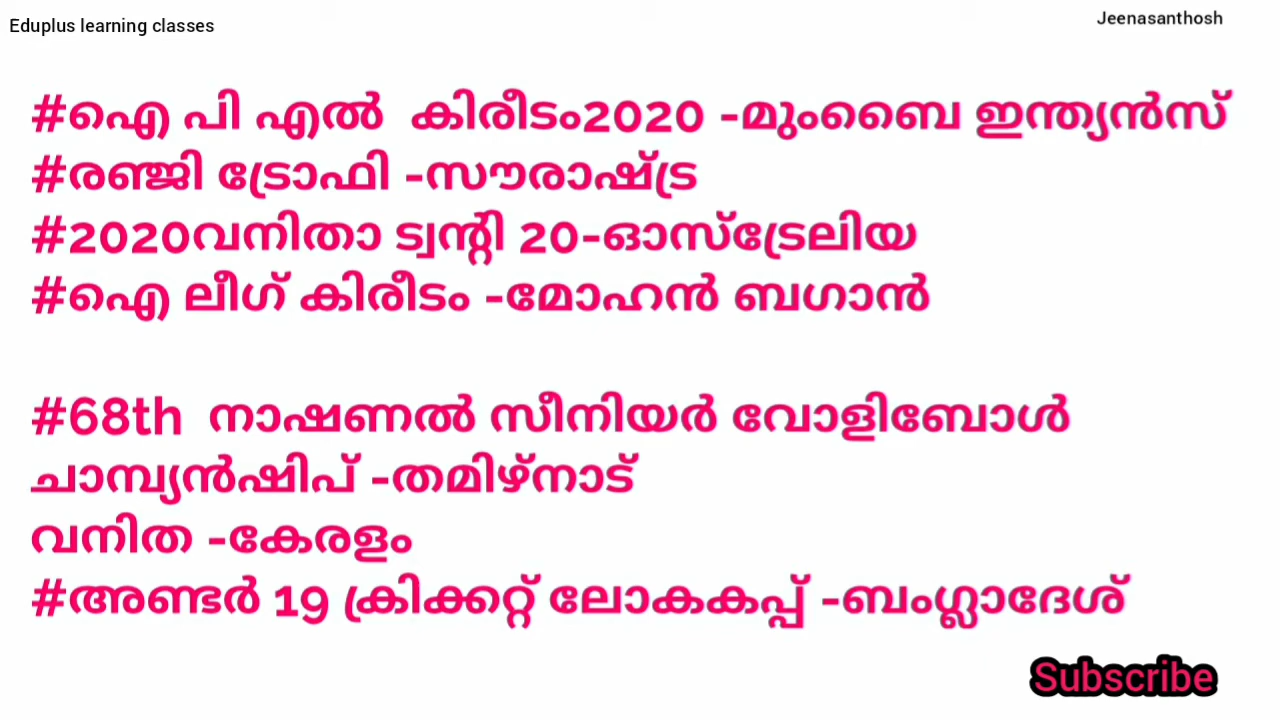 Eduplus learning classes
Jeenasanthosh
#ഐ പി എൽ കിരീടം2020 -മുംബൈ ഇന്ത്യൻസ്
#രഞ്ജി ട്രോഫി -സൗരാഷ്ട്ര
#2020വനിതാ ട്വന്റി 20-ഓസ്ട്രേലിയ
#ഐ ലീഗ് കിരീടം -മോഹൻ ബഗാൻ
#68th നാഷണൽ സീനിയർ വോളിബോൾ
ചാമ്പ്യൻഷിപ് -തമിഴ്നാട്
വനിത -കേരളം
#അണ്ടർ 19 ക്രിക്കറ്റ് ലോകകപ്പ് -ബംഗ്ലാദേശ്
Subscribe